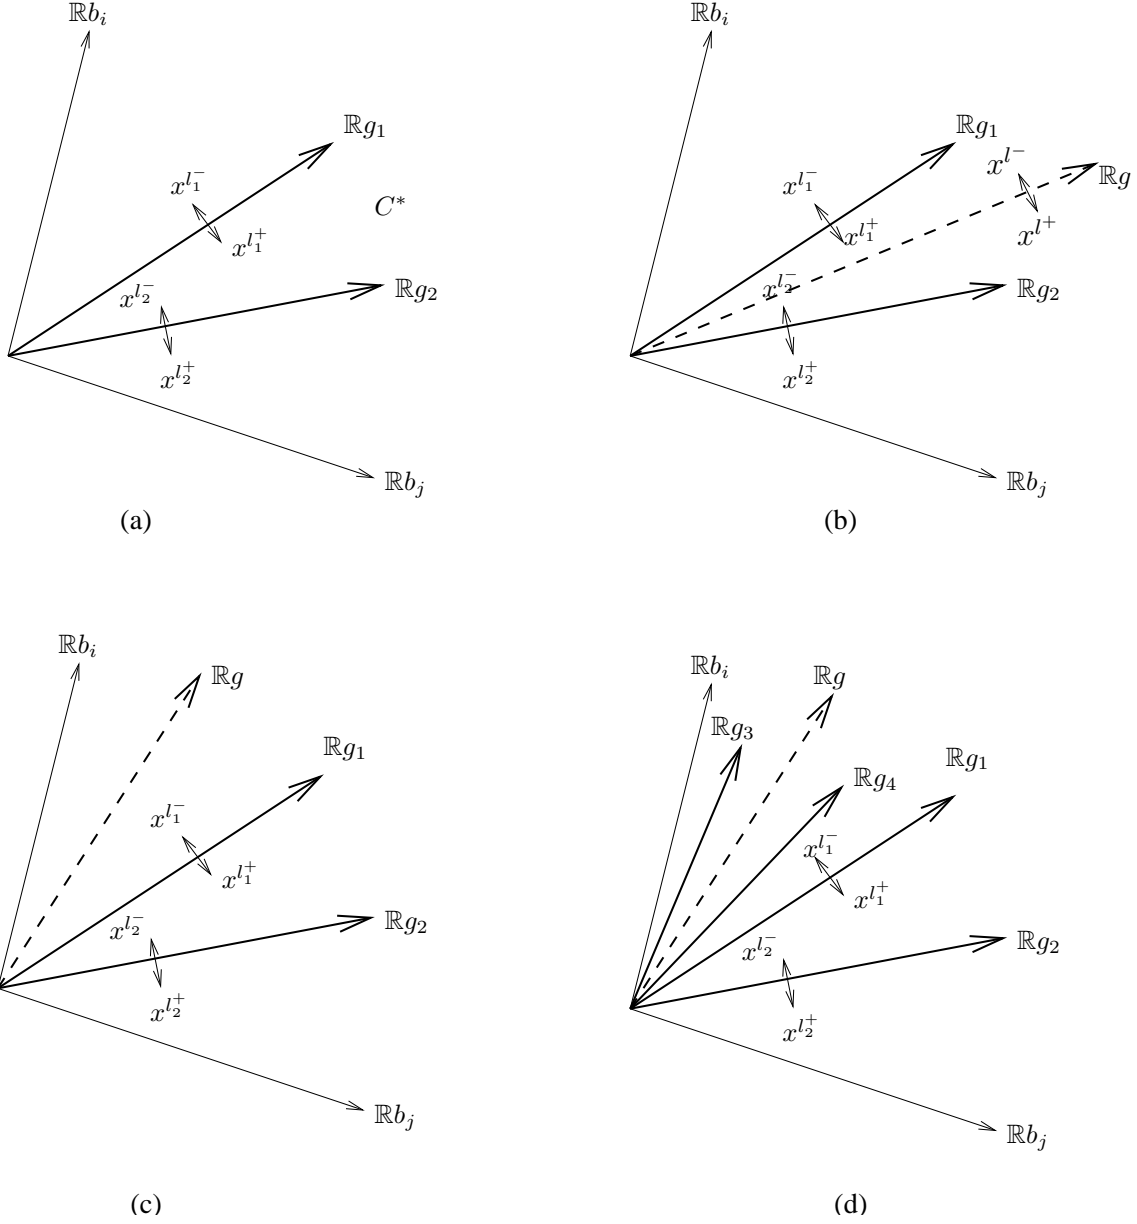 ℝb_i
ℝg_1
x^{l_1^-}
C^*
x^{l_1^+}
x^{l_2^-}
ℝg_2
x^{l_2^+}
ℝb_j
(a)
ℝb_i
ℝg_1
x^{l^-}
ℝg
x^{l_1^-}
x^{l^+}
x^{l_1^+}
x^{l_2^-}
ℝg_2
x^{l_2^+}
ℝb_j
(b)
ℝb_i
ℝg
ℝg_1
x^{l_1^-}
x^{l_1^+}
x^{l_2^-}
ℝg_2
x^{l_2^+}
ℝb_j
(c)
ℝb_i
ℝg
ℝg_3
ℝg_1
ℝg_4
x^{l_1^-}
x^{l_1^+}
x^{l_2^-}
ℝg_2
x^{l_2^+}
ℝb_j
(d)